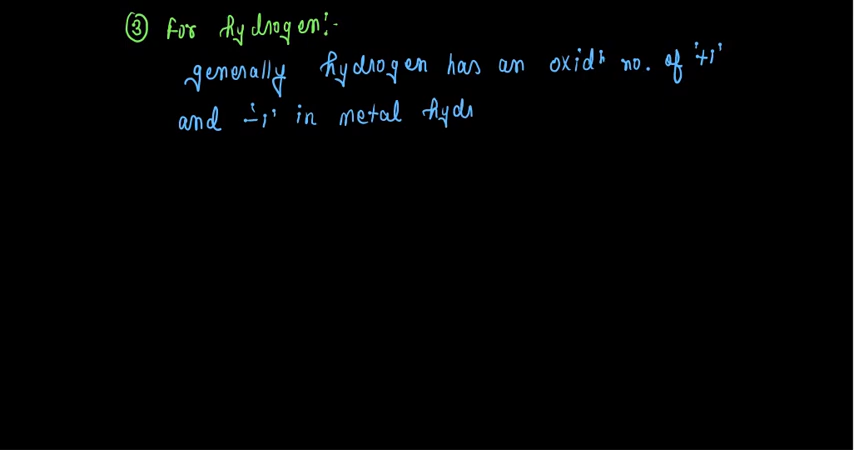 ③ For hydrogen:-
generally hydrogen has an oxidⁿ no. of '+1'
and '-1' in metal hydr